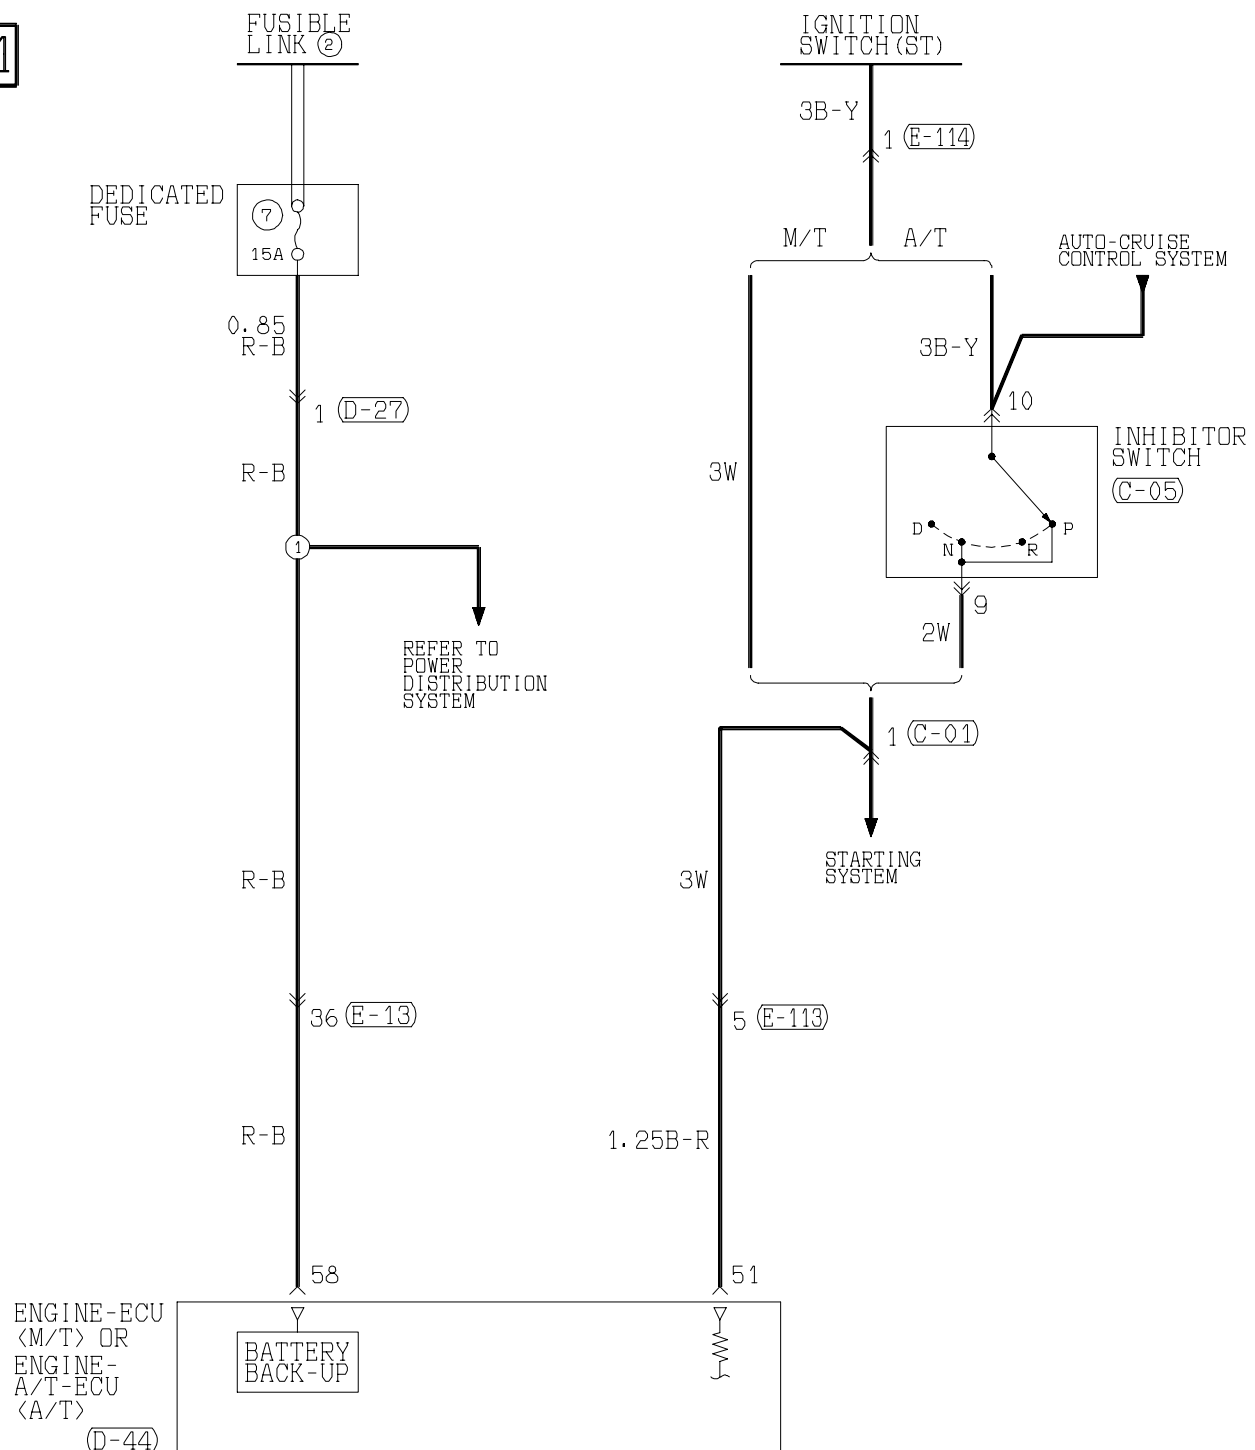 1
FUSIBLE
LINK ②
IGNITION
SWITCH(ST)
3B-Y
1 (E-114)
DEDICATED
FUSE
7
15A
M/T
A/T
AUTO-CRUISE
CONTROL SYSTEM
0.85
R-B
3B-Y
1 (D-27)
10
INHIBITOR
SWITCH
(C-05)
R-B
3W
D
N
R
P
1
9
2W
REFER TO
POWER
DISTRIBUTION
SYSTEM
1 (C-01)
STARTING
SYSTEM
R-B
3W
36 (E-13)
5 (E-113)
R-B
1.25B-R
58
51
ENGINE-ECU
<M/T> OR
ENGINE-
A/T-ECU
<A/T>
(D-44)
BATTERY
BACK-UP